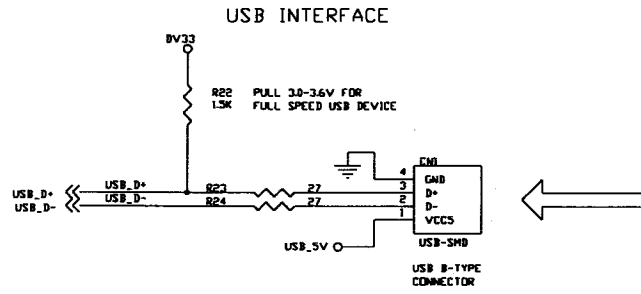 USB INTERFACE
DV33
R22 PULL 3.0-3.6V FOR
1.5K FULL SPEED USB DEVICE
CN1
4 GND
USB_D+ USB_D+ R23 27 3 D+
USB_D- USB_D- R24 27 2 D-
1 VCC5
USB_5V
USB-SMD
USB B-TYPE
CONNECTOR